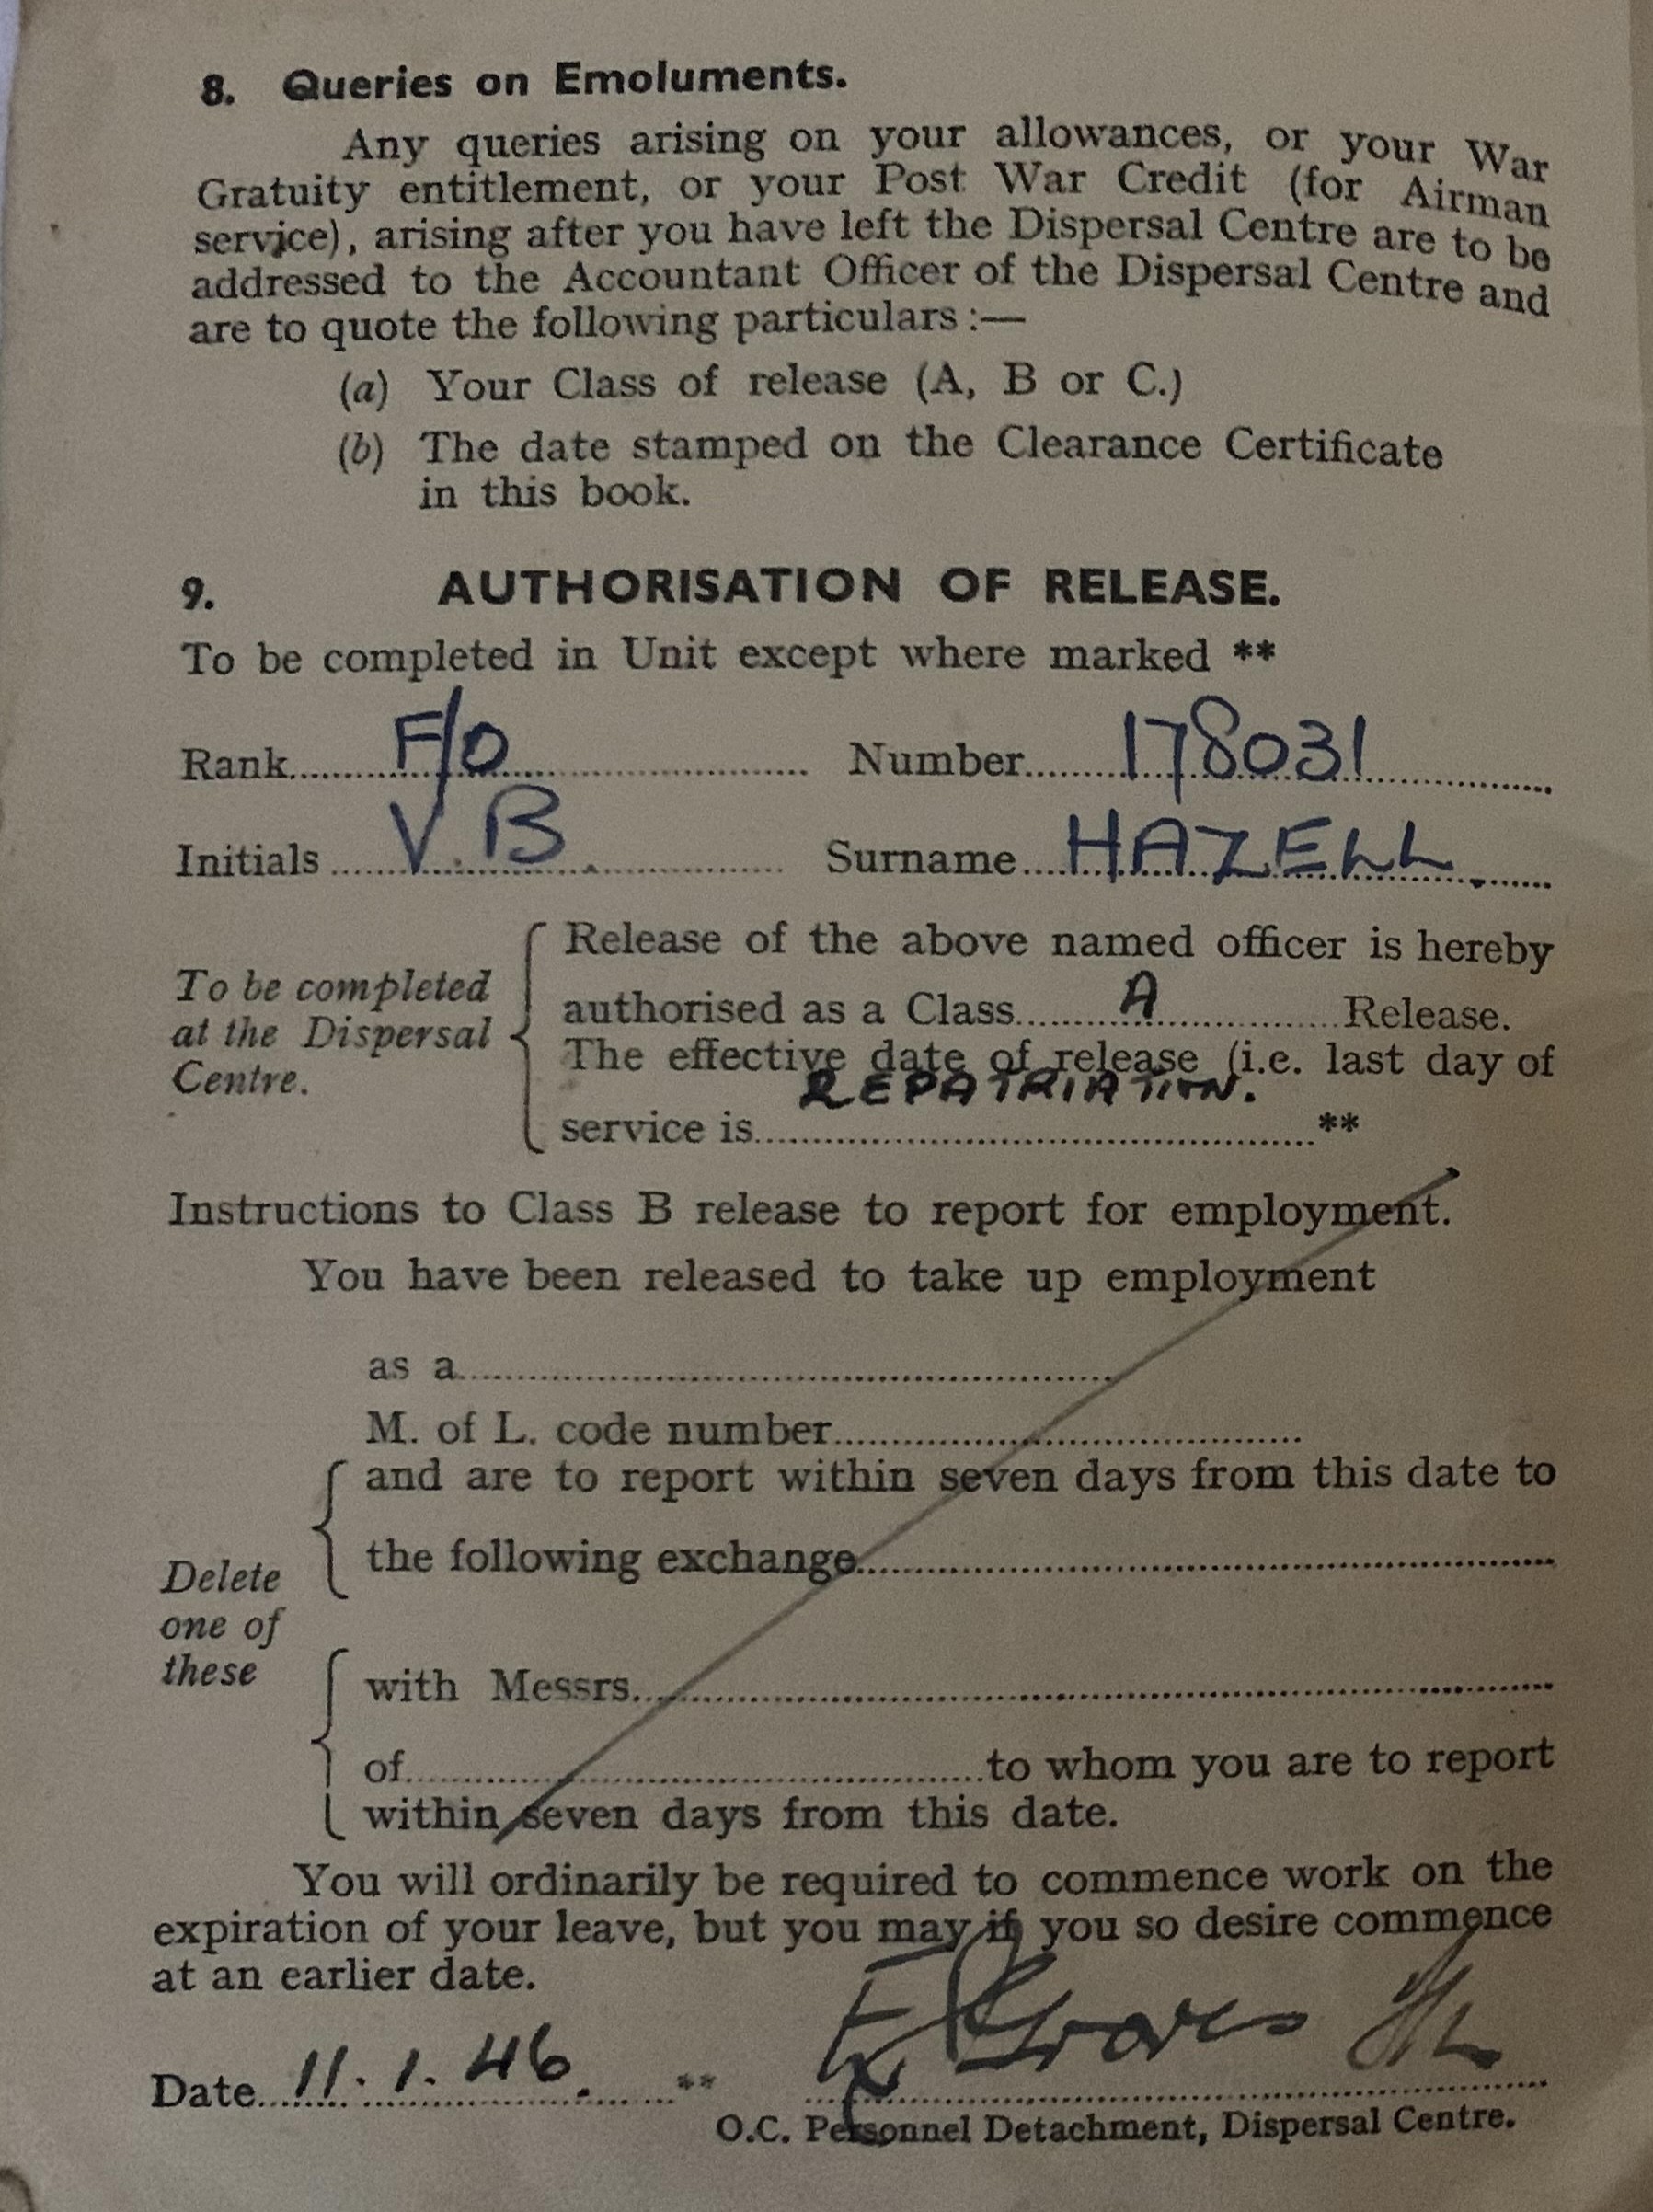 8. Queries on Emoluments.
Any queries arising on your allowances, or your War
Gratuity entitlement, or your Post War Credit (for Airman
service), arising after you have left the Dispersal Centre are to be
addressed to the Accountant Officer of the Dispersal Centre and
are to quote the following particulars :—
(a) Your Class of release (A, B or C.)
(b) The date stamped on the Clearance Certificate
in this book.
9. AUTHORISATION OF RELEASE.
To be completed in Unit except where marked **
Rank F/O Number 178031
Initials V. B. Surname HAZELL.
To be completed
at the Dispersal
Centre.
Release of the above named officer is hereby
authorised as a Class A Release.
The effective date of release (i.e. last day of
REPATRIATION.
service is **
Instructions to Class B release to report for employment.
You have been released to take up employment
as a
M. of L. code number
and are to report within seven days from this date to
the following exchange
Delete
one of
these
with Messrs.
of to whom you are to report
within seven days from this date.
You will ordinarily be required to commence work on the
expiration of your leave, but you may if you so desire commence
at an earlier date.
Date 11. 1. 46. **
O.C. Personnel Detachment, Dispersal Centre.